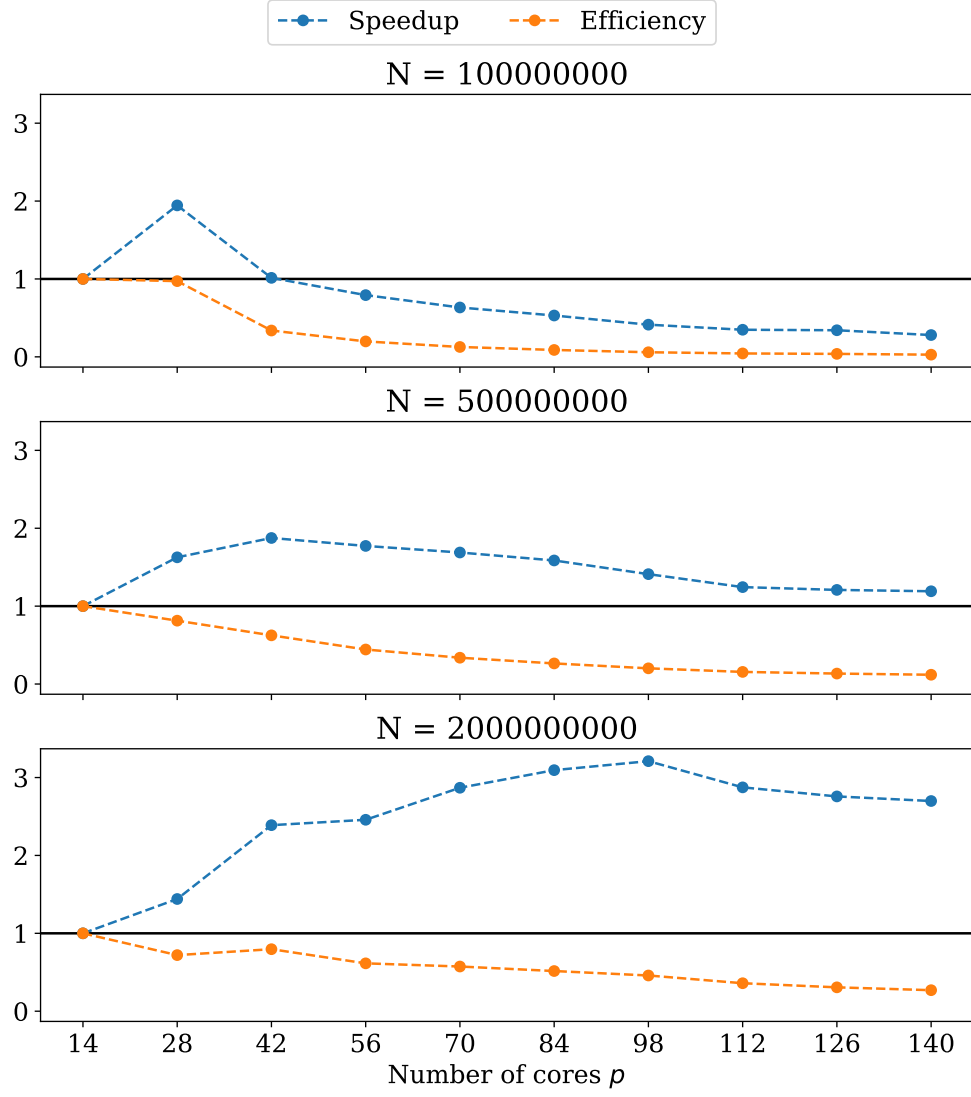 Speedup Efficiency
N = 100000000
3
2
1
0
N = 500000000
3
2
1
0
N = 2000000000
3
2
1
0
14 28 42 56 70 84 98 112 126 140
Number of cores p